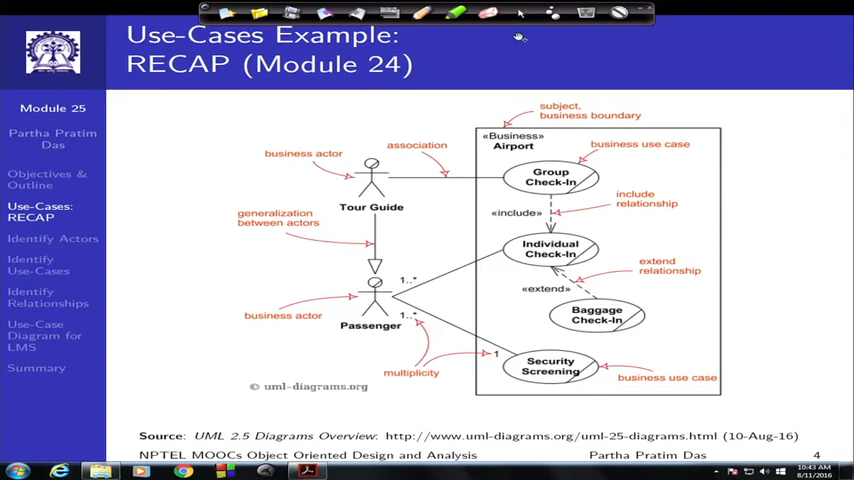 Use-Cases Example:
RECAP (Module 24)
Module 25
Partha Pratim
Das
Objectives &
Outline
Use-Cases:
RECAP
Identify Actors
Identify
Use-Cases
Identify
Relationships
Use-Case
Diagram for
LMS
Summary
subject,
business boundary
«Business»
Airport
business use case
association
business actor
Group
Check-In
Tour Guide
include
relationship
«include»
generalization
between actors
Individual
Check-In
extend
relationship
1..*
«extend»
Baggage
Check-In
business actor
1..*
Passenger
1
multiplicity
Security
Screening
business use case
© uml-diagrams.org
Source: UML 2.5 Diagrams Overview: http://www.uml-diagrams.org/uml-25-diagrams.html (10-Aug-16)
NPTEL MOOCs Object Oriented Design and Analysis Partha Pratim Das 4
10:43 AM
8/11/2016